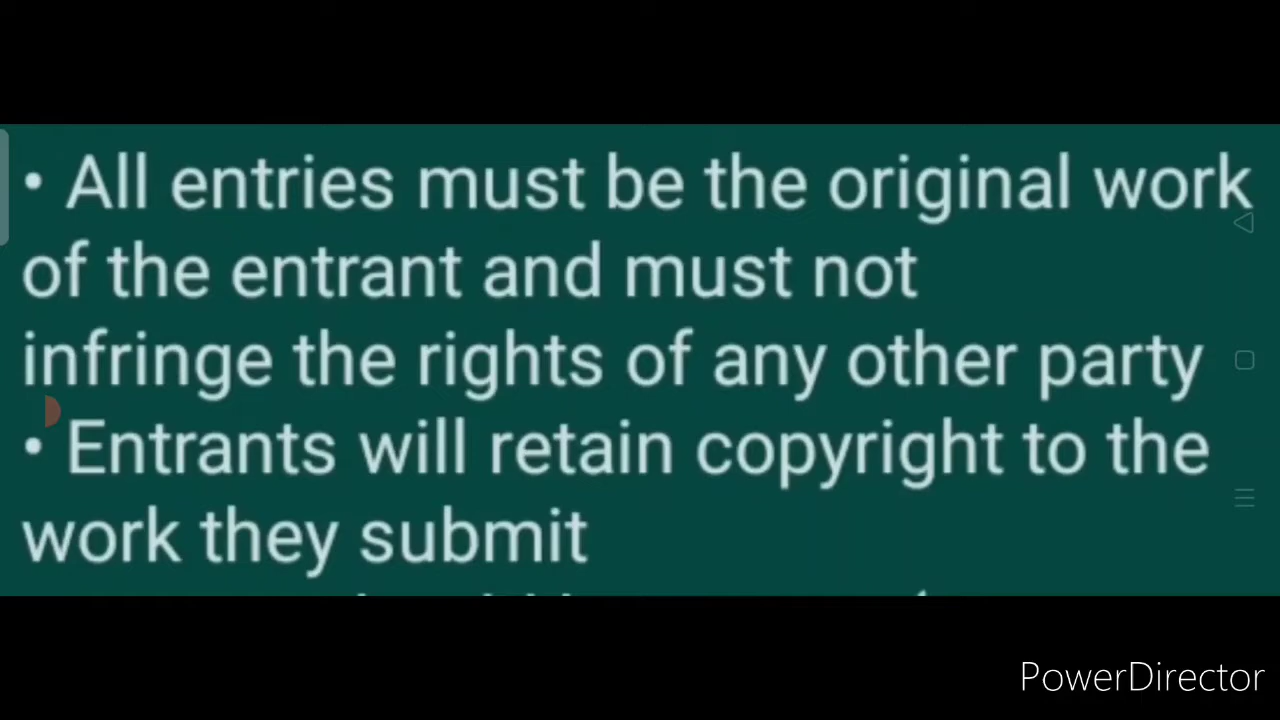 • All entries must be the original work
of the entrant and must not
infringe the rights of any other party
• Entrants will retain copyright to the
work they submit
PowerDirector